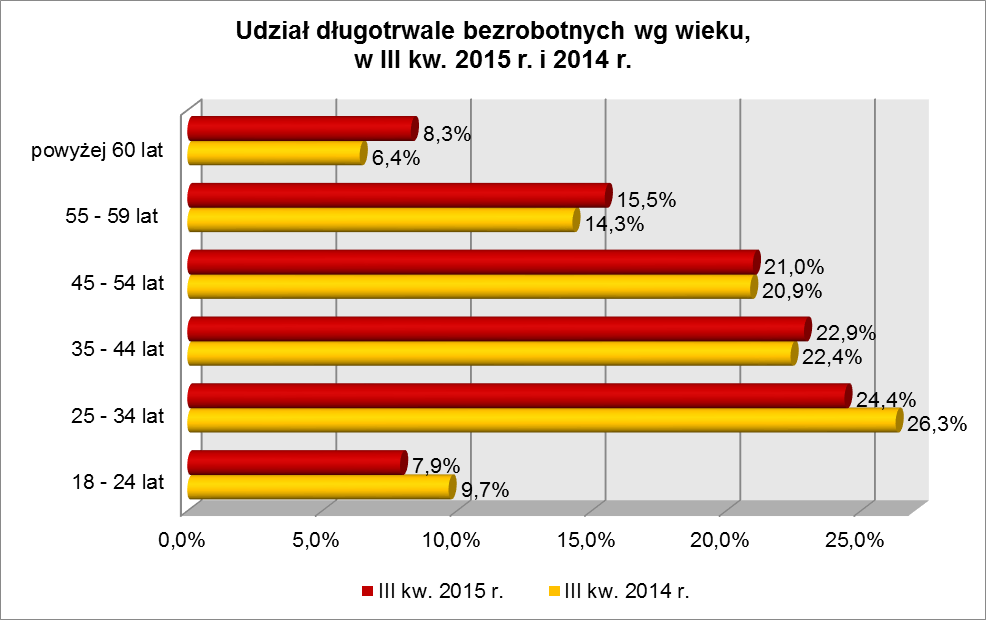 Udział długotrwale bezrobotnych wg wieku,
w III kw. 2015 r. i 2014 r.
powyżej 60 lat
8,3%
6,4%
55 - 59 lat
15,5%
14,3%
45 - 54 lat
21,0%
20,9%
35 - 44 lat
22,9%
22,4%
25 - 34 lat
24,4%
26,3%
18 - 24 lat
7,9%
9,7%
0,0% 5,0% 10,0% 15,0% 20,0% 25,0%
III kw. 2015 r. III kw. 2014 r.